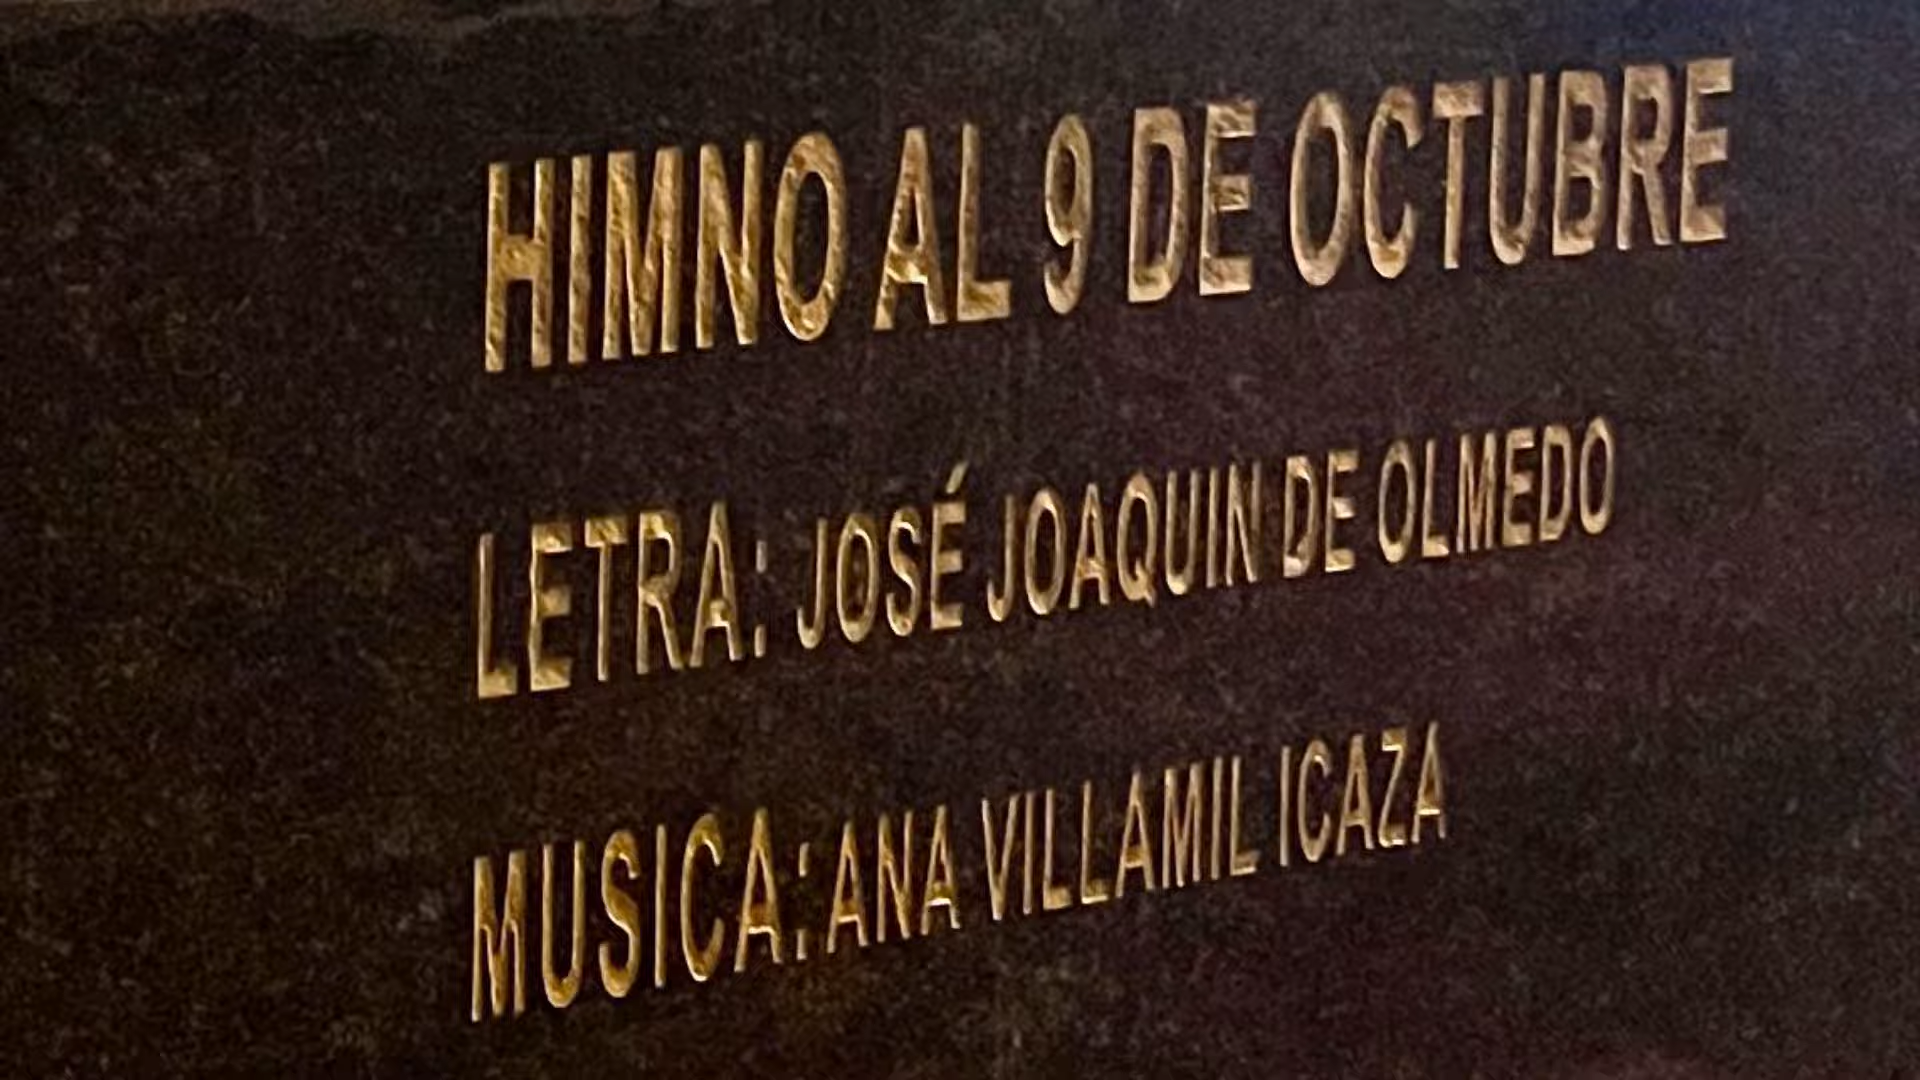 HIMNO AL 9 DE OCTUBRE
LETRA: JOSÉ JOAQUIN DE OLMEDO
MUSICA: ANA VILLAMIL ICAZA